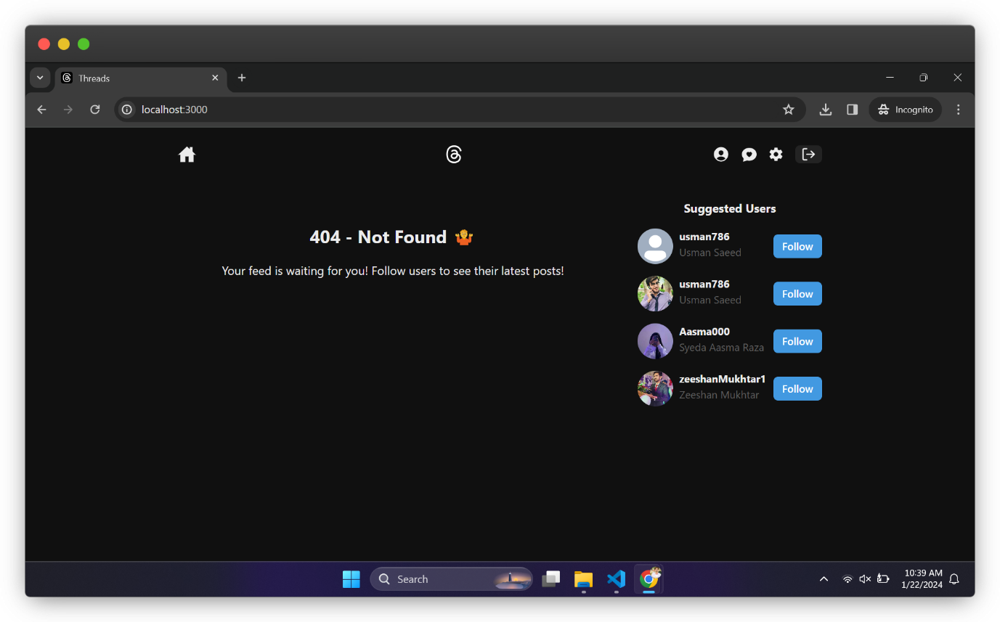 Threads
localhost:3000
Incognito
404 - Not Found 🤷
Your feed is waiting for you! Follow users to see their latest posts!
Suggested Users
usman786
Usman Saeed
Follow
usman786
Usman Saeed
Follow
Aasma000
Syeda Aasma Raza
Follow
zeeshanMukhtar1
Zeeshan Mukhtar
Follow
Search
10:39 AM
1/22/2024